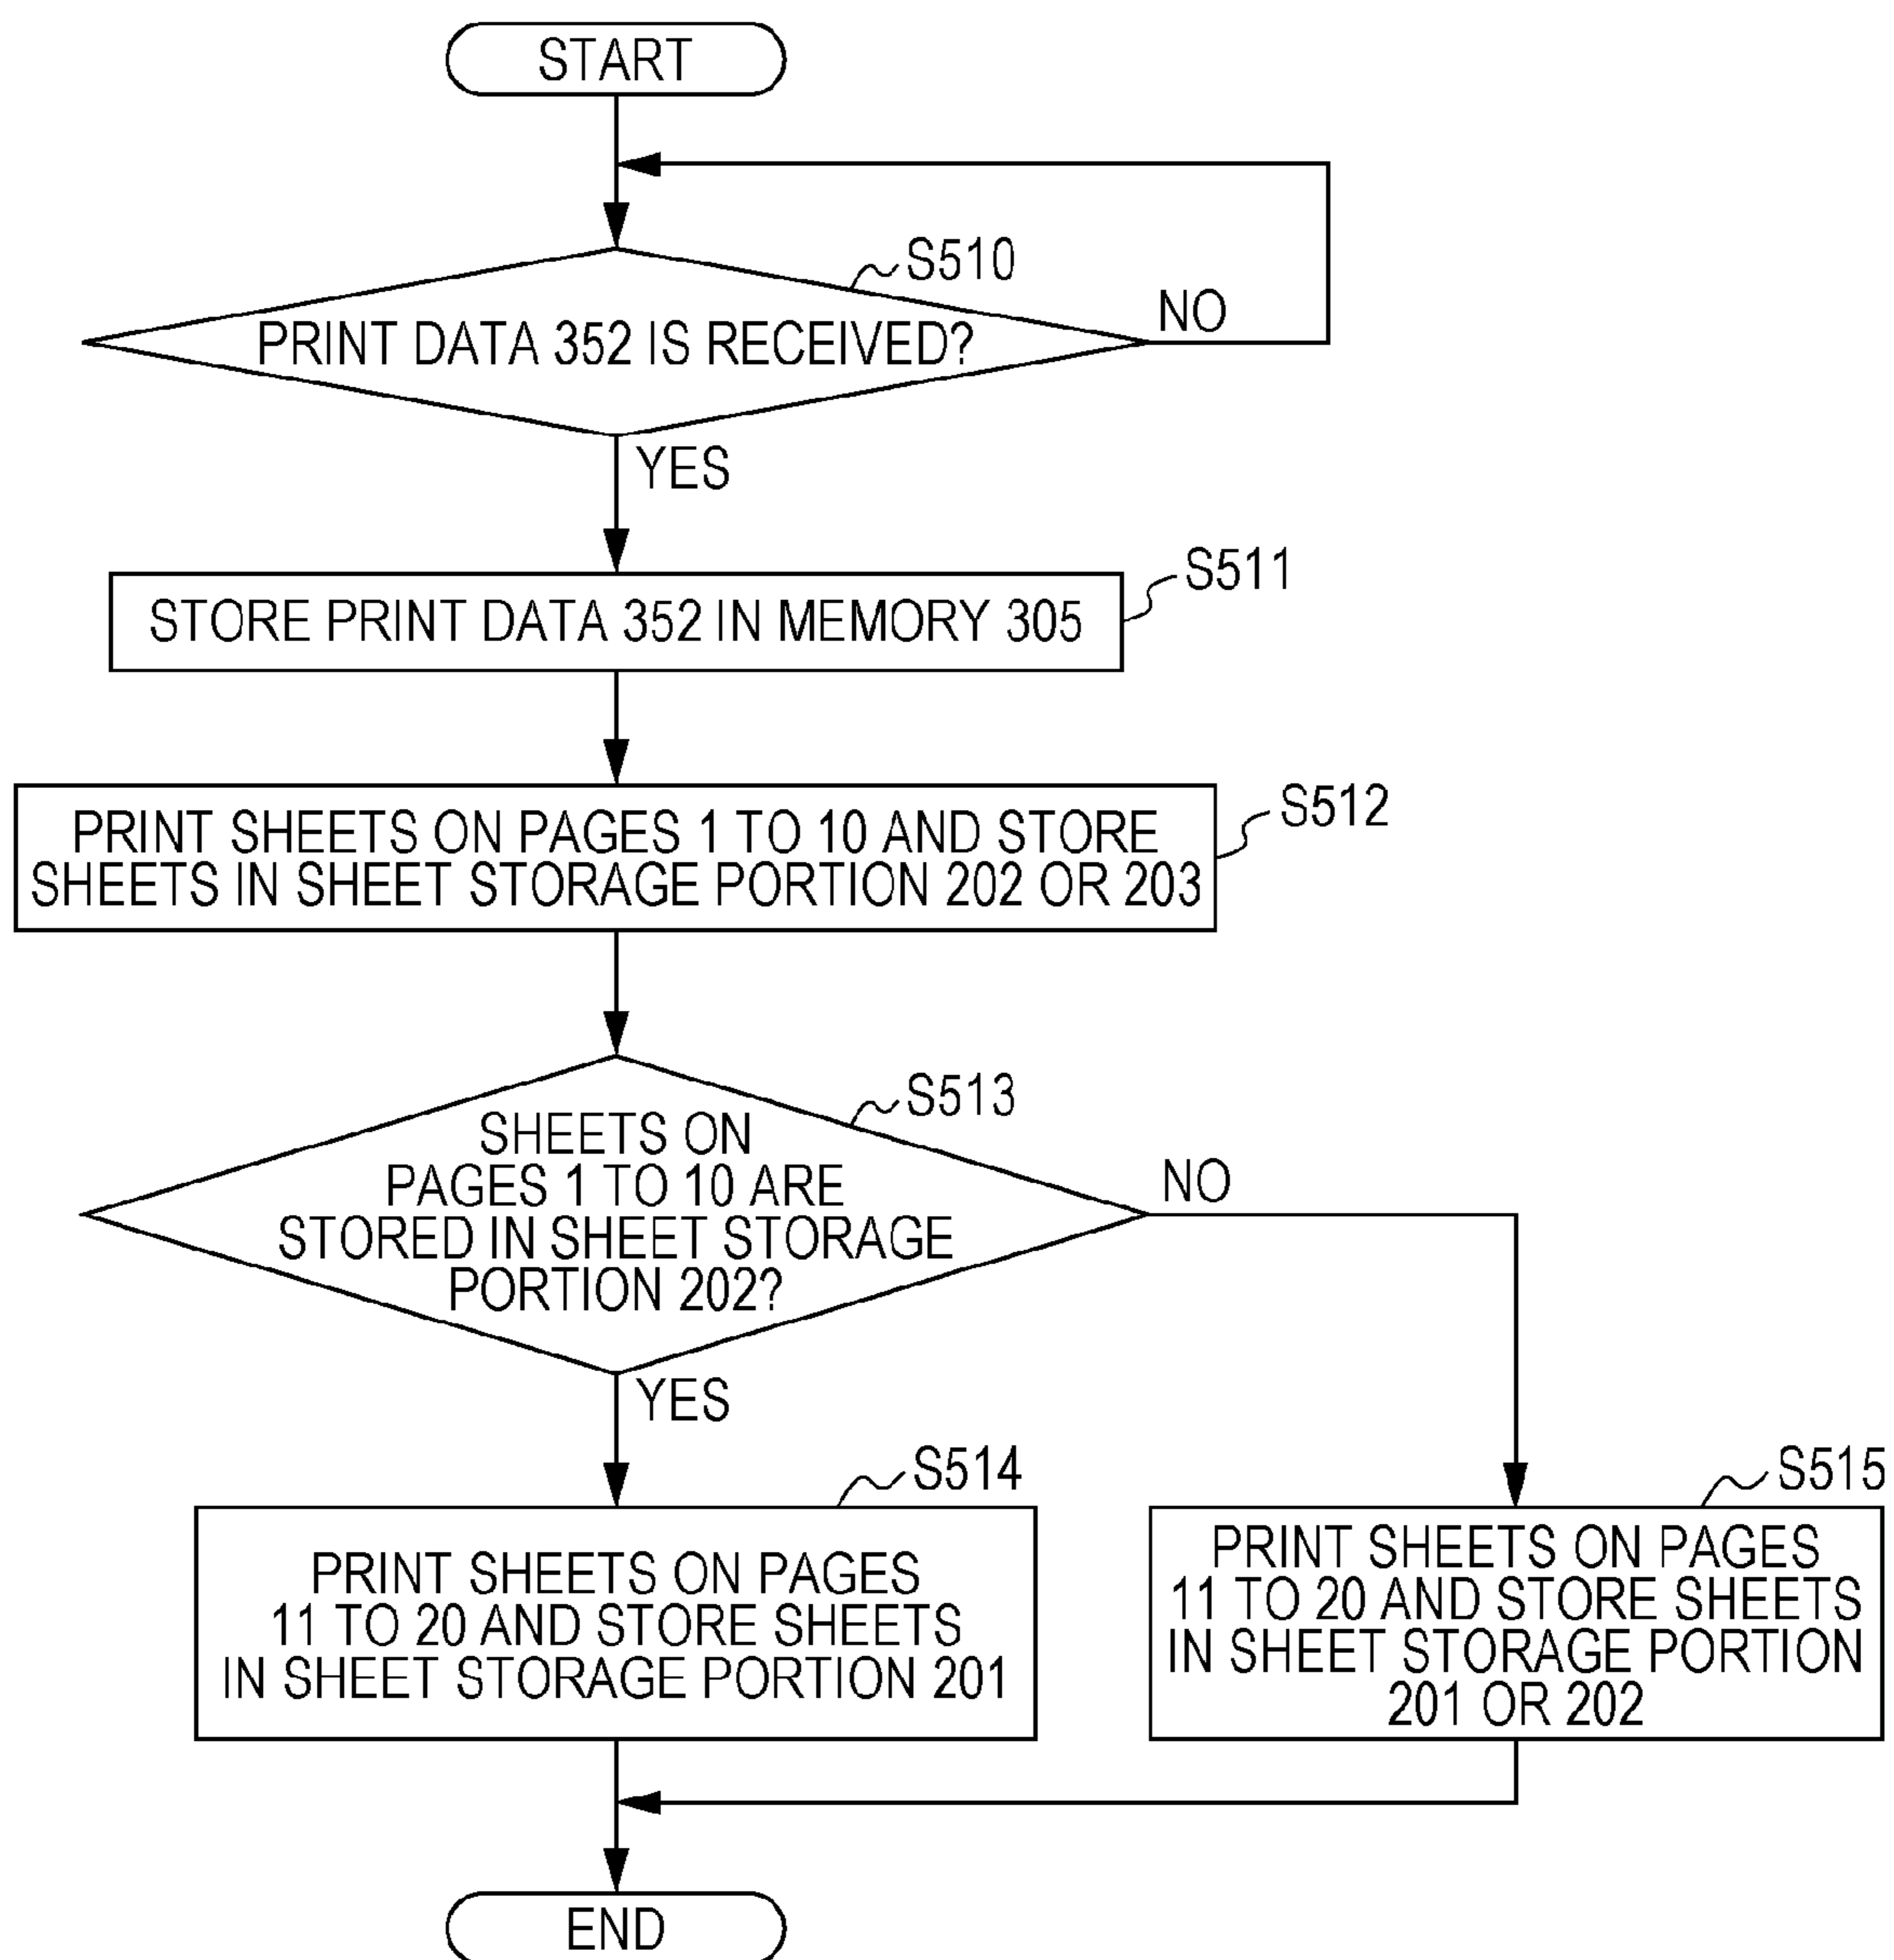 START
S510
PRINT DATA 352 IS RECEIVED?
NO
YES
S511
STORE PRINT DATA 352 IN MEMORY 305
S512
PRINT SHEETS ON PAGES 1 TO 10 AND STORE
SHEETS IN SHEET STORAGE PORTION 202 OR 203
S513
SHEETS ON
PAGES 1 TO 10 ARE
STORED IN SHEET STORAGE
PORTION 202?
NO
YES
S514
PRINT SHEETS ON PAGES
11 TO 20 AND STORE SHEETS
IN SHEET STORAGE PORTION 201
S515
PRINT SHEETS ON PAGES
11 TO 20 AND STORE SHEETS
IN SHEET STORAGE PORTION
201 OR 202
END